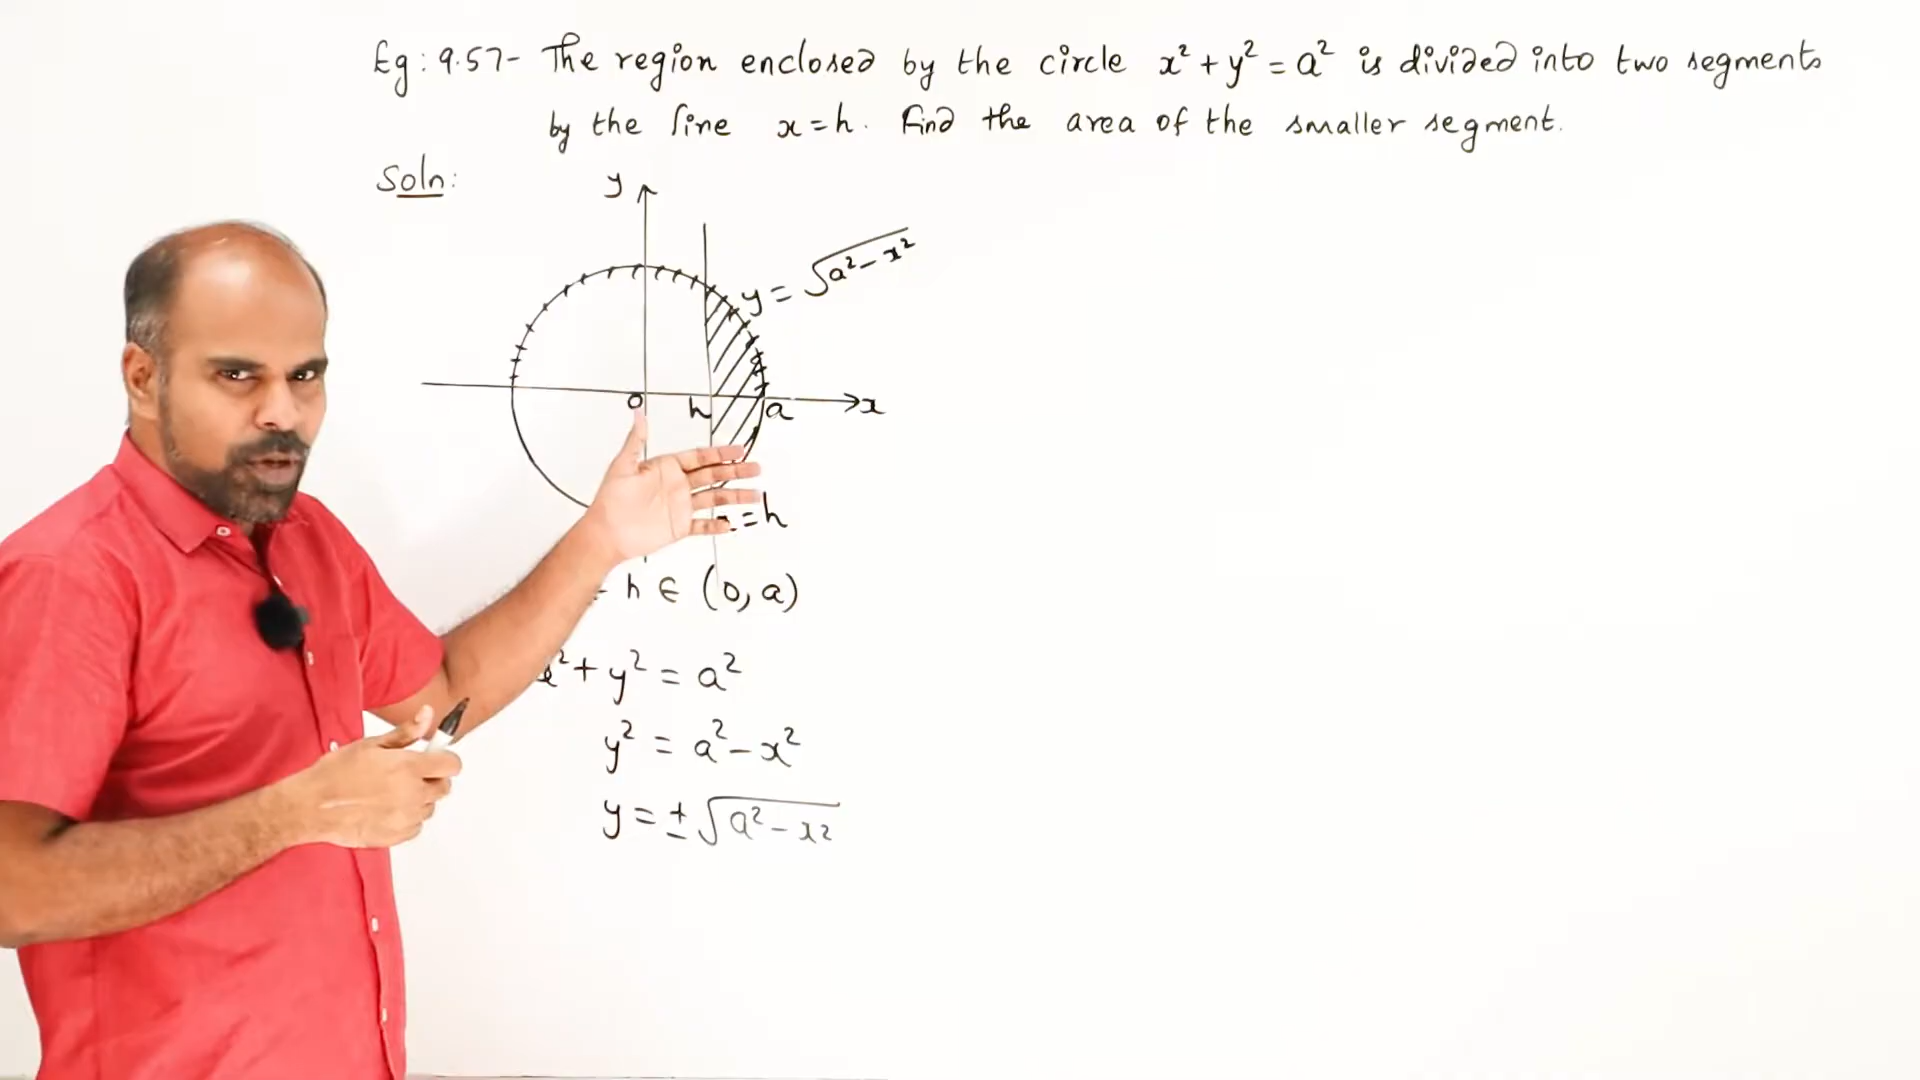 Eg: 9.57- The region enclosed by the circle x² + y² = a² is divided into two segments
by the line x = h. Find the area of the smaller segment.
Soln:
y
y = √a² - x²
O h a x
= h
h ∈ (0, a)
x² + y² = a²
y² = a² - x²
y = ± √a² - x²